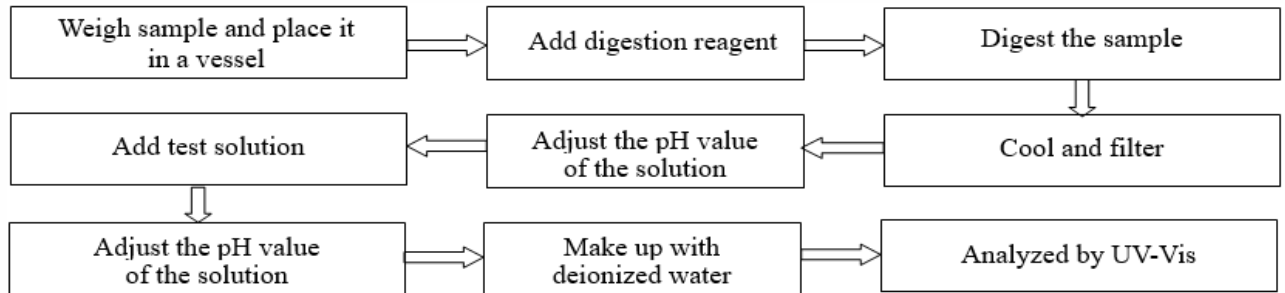 Weigh sample and place it
in a vessel
Add digestion reagent
Digest the sample
Cool and filter
Adjust the pH value
of the solution
Add test solution
Adjust the pH value
of the solution
Make up with
deionized water
Analyzed by UV-Vis